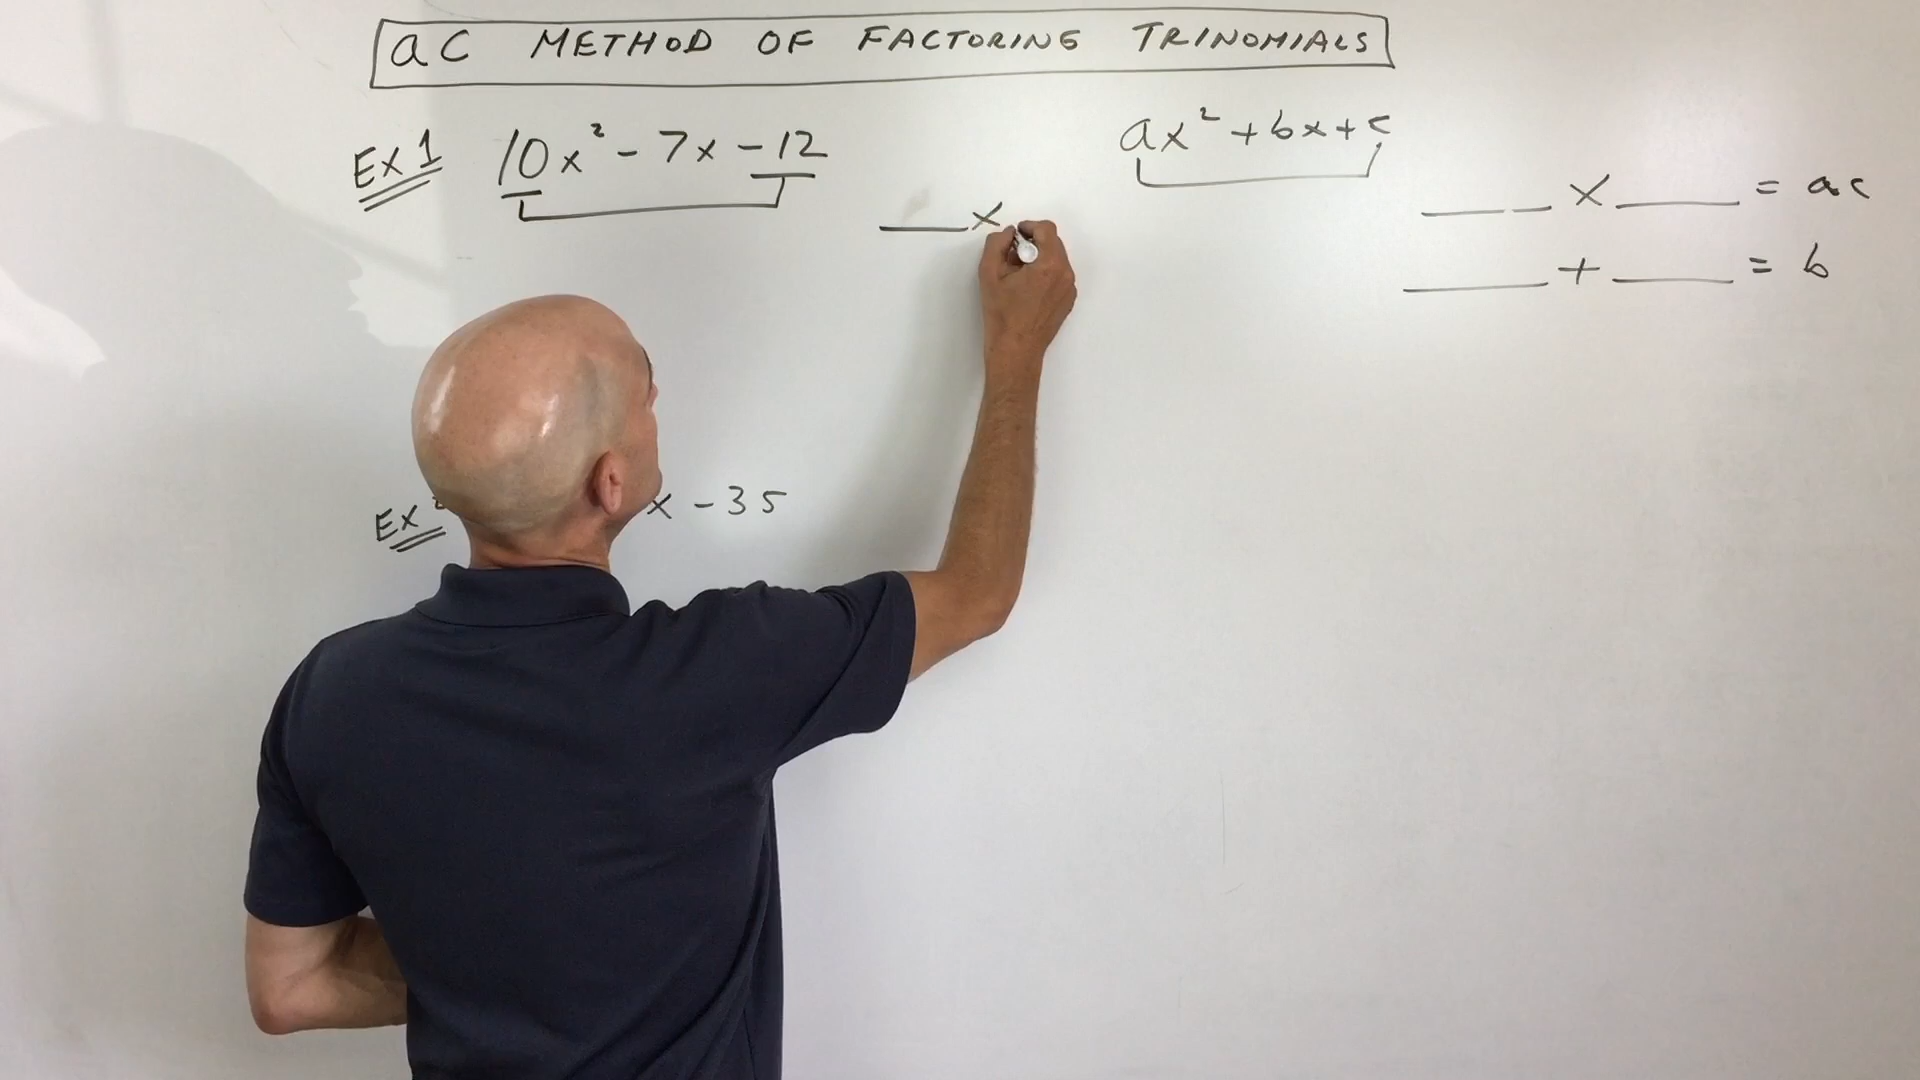 ac METHOD OF FACTORING TRINOMIALS
Ex 1 10x² - 7x - 12
ax² + bx + c
___ x
___ x ___ = ac
___ + ___ = b
Ex x - 35